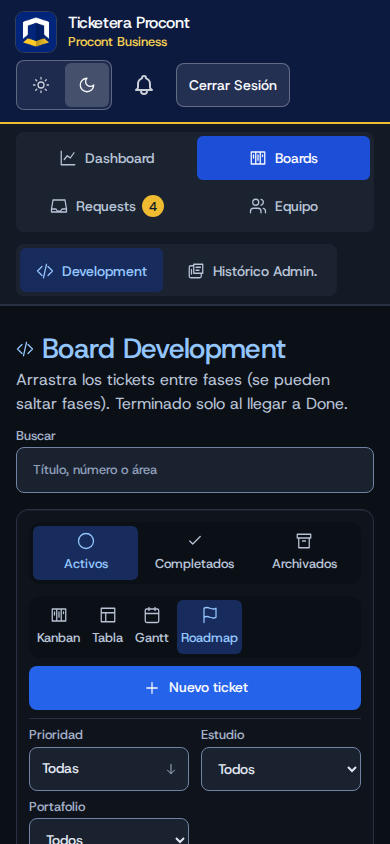 Ticketera Procont
Procont Business
Cerrar Sesión
Dashboard
Boards
Requests 4
Equipo
Development
Histórico Admin.
Board Development
Arrastra los tickets entre fases (se pueden
saltar fases). Terminado solo al llegar a Done.
Buscar
Título, número o área
Activos
Completados
Archivados
Kanban
Tabla
Gantt
Roadmap
Nuevo ticket
Prioridad
Estudio
Todas
Todos
Portafolio
Todos